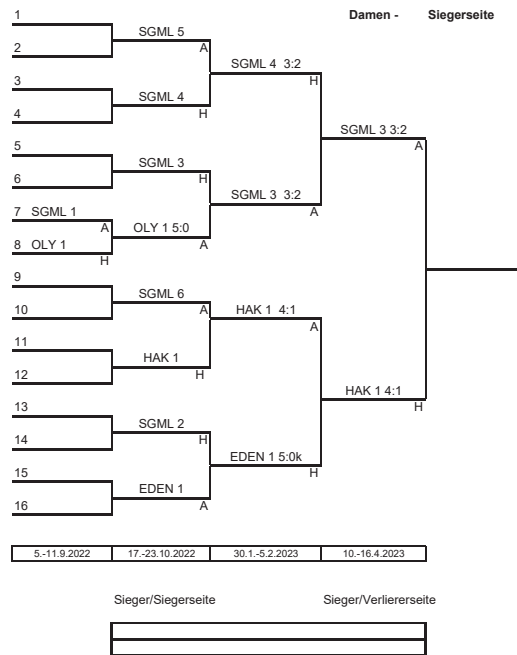 1
Damen - Siegerseite
SGML 5
2
A
SGML 4 3:2
3
H
SGML 4
4
H
SGML 3 3:2
5
A
SGML 3
6
H
SGML 3 3:2
7 SGML 1
A
A
OLY 1 5:0
8 OLY 1
A
H
9
SGML 6
10
A
HAK 1 4:1
11
A
HAK 1
12
H
HAK 1 4:1
13
H
SGML 2
14
H
EDEN 1 5:0k
15
H
EDEN 1
16
A
5.-11.9.2022 17.-23.10.2022 30.1.-5.2.2023 10.-16.4.2023
Sieger/Siegerseite Sieger/Verliererseite